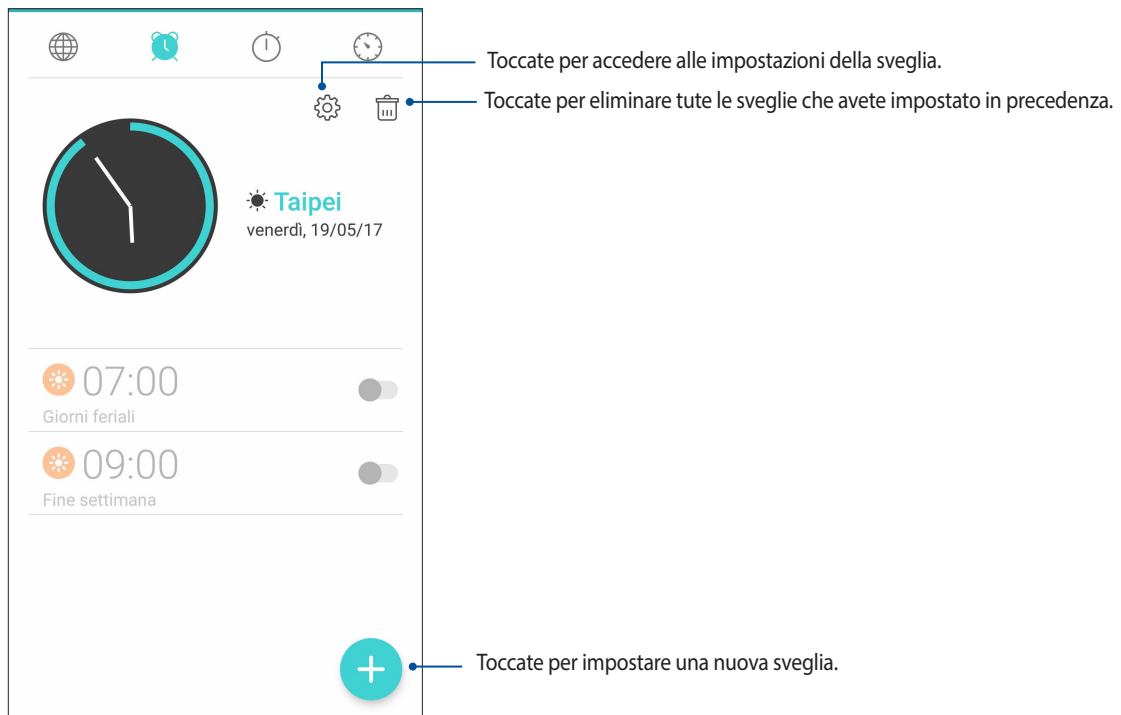 Toccate per accedere alle impostazioni della sveglia.
Toccate per eliminare tute le sveglie che avete impostato in precedenza.
Taipei
venerdì, 19/05/17
07:00
Giorni feriali
09:00
Fine settimana
Toccate per impostare una nuova sveglia.